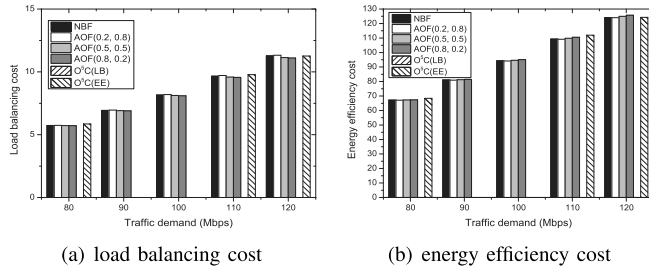 NBF
AOF(0.2, 0.8)
AOF(0.5, 0.5)
AOF(0.8, 0.2)
O²C(LB)
O²C(EE)
15
10
5
0
Load balancing cost
80 90 100 110 120
Traffic demand (Mbps)
(a) load balancing cost
NBF
AOF(0.2, 0.8)
AOF(0.5, 0.5)
AOF(0.8, 0.2)
O²C(LB)
O²C(EE)
130
120
110
100
90
80
70
60
50
40
30
20
10
0
Energy efficiency cost
80 90 100 110 120
Traffic demand (Mbps)
(b) energy efficiency cost